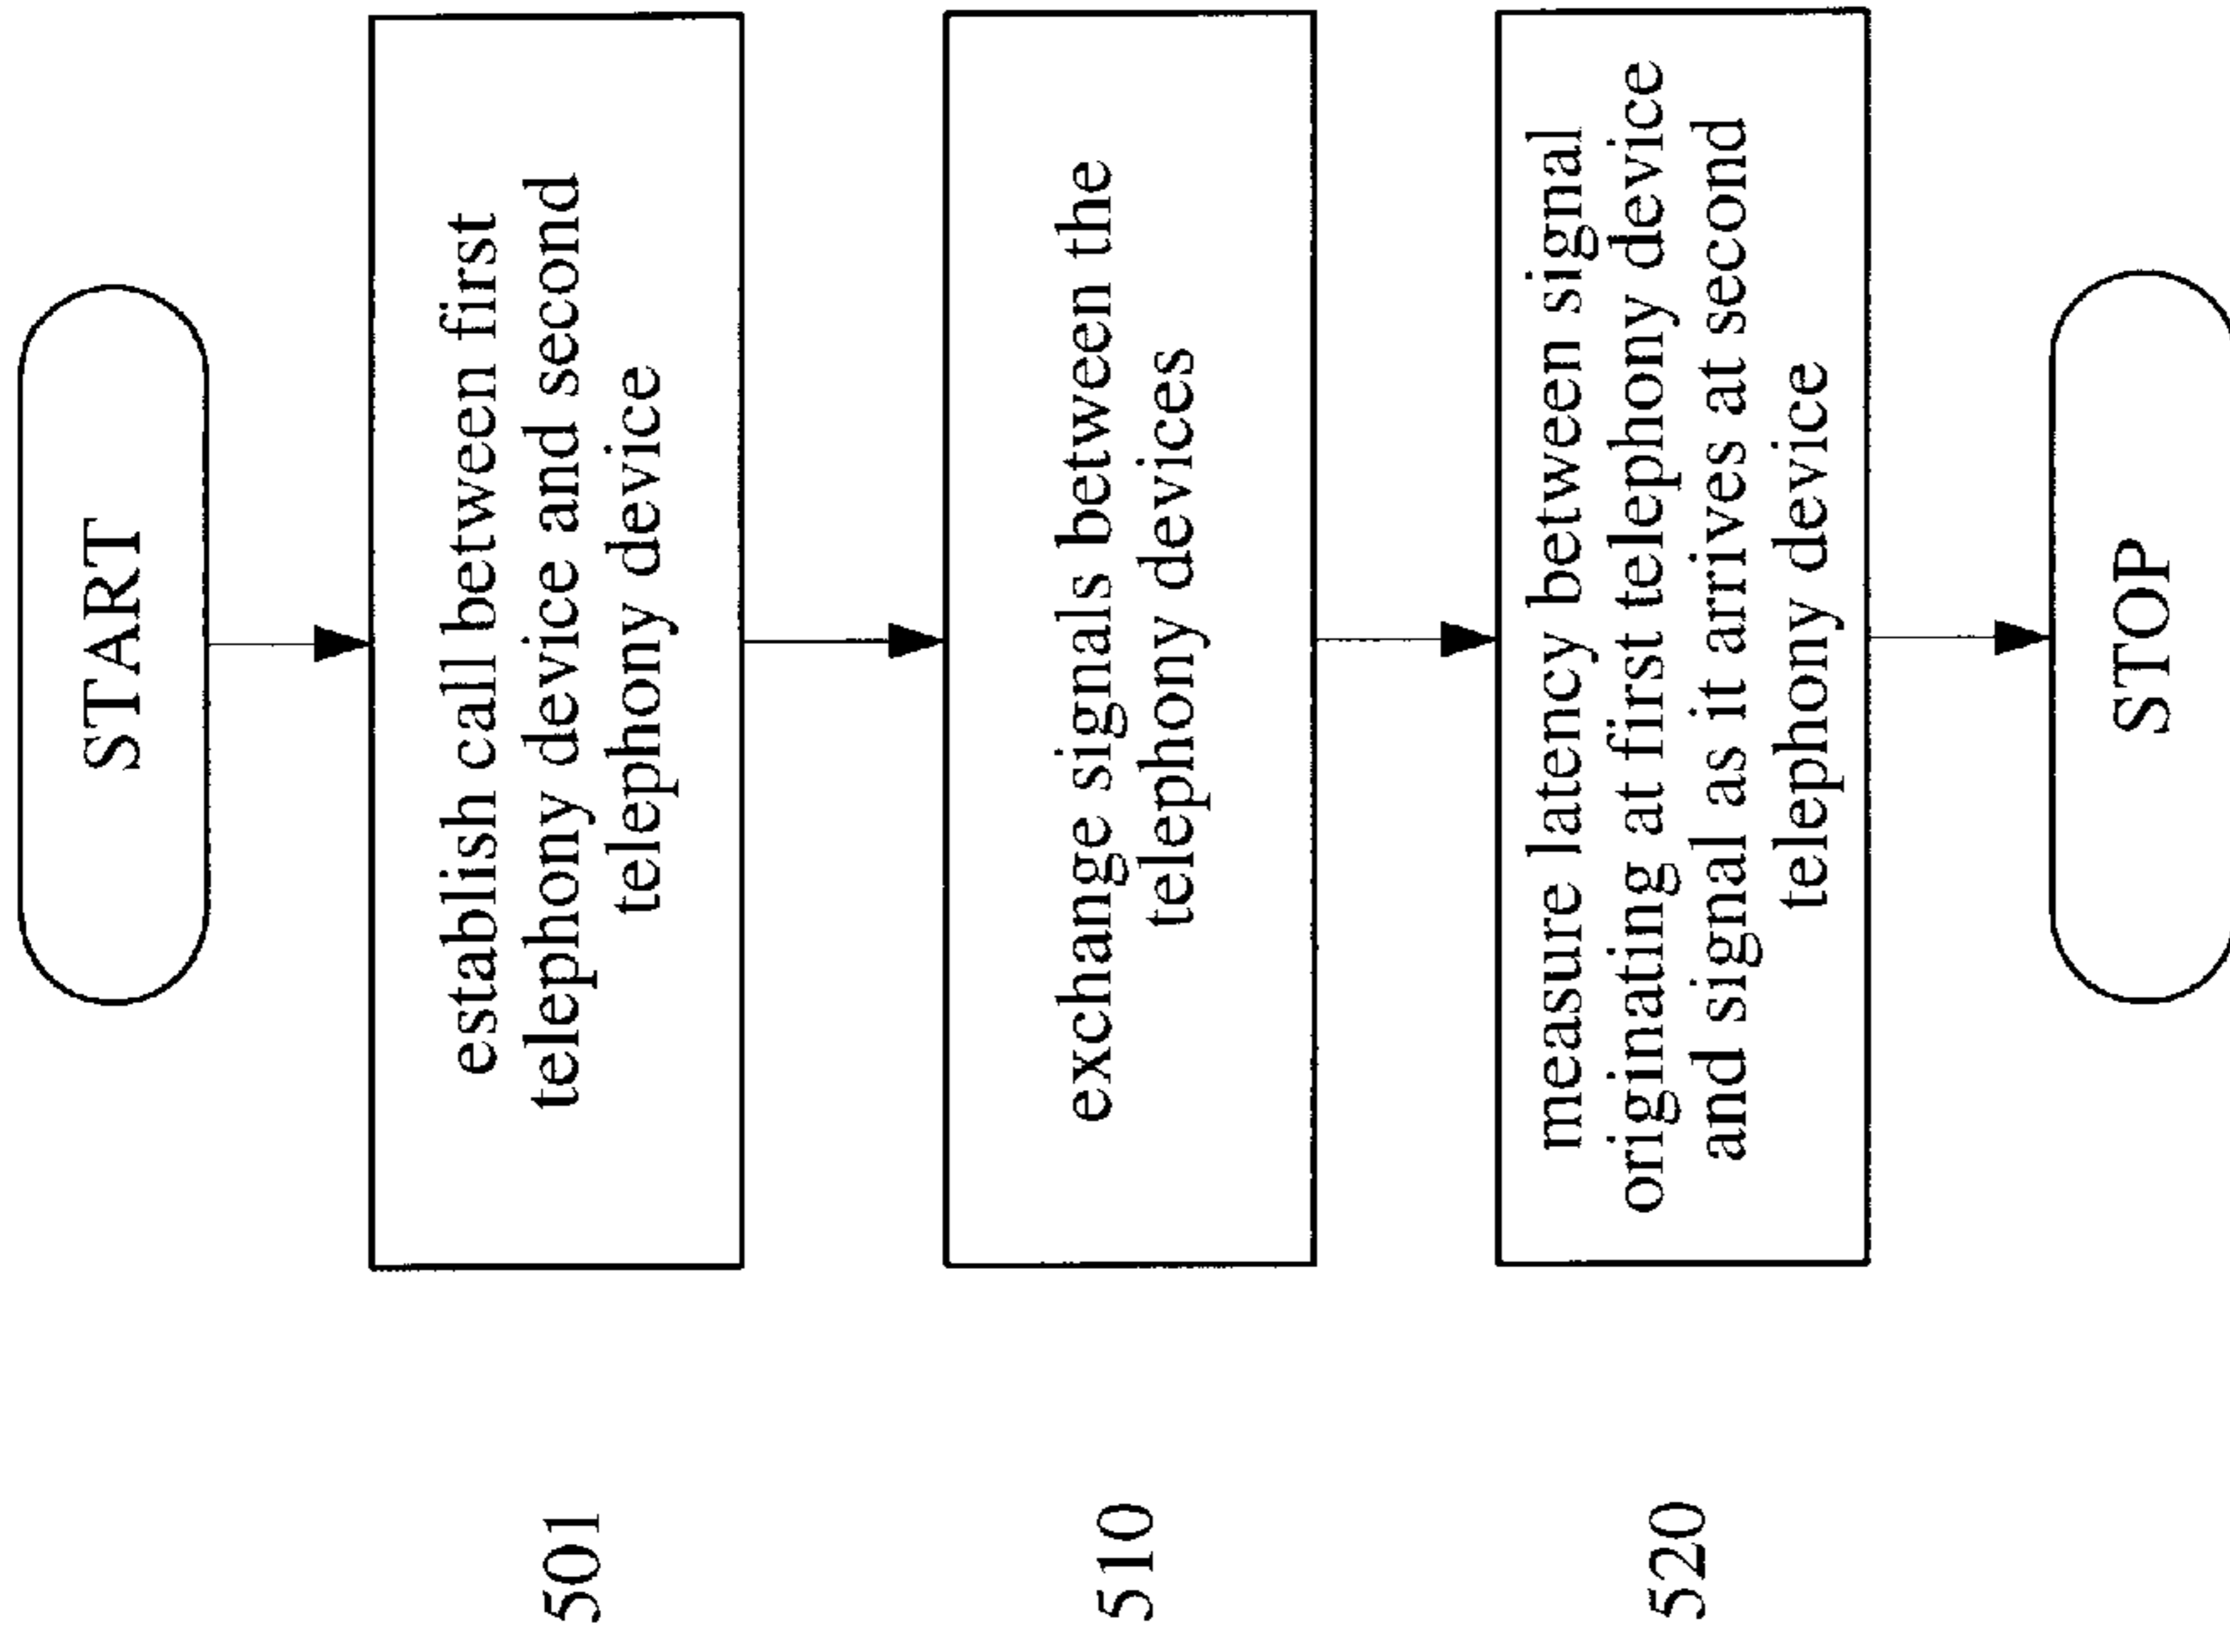 START
501
establish call between first
telephony device and second
telephony device
510
exchange signals between the
telephony devices
520
measure latency between signal
originating at first telephony device
and signal as it arrives at second
telephony device
STOP